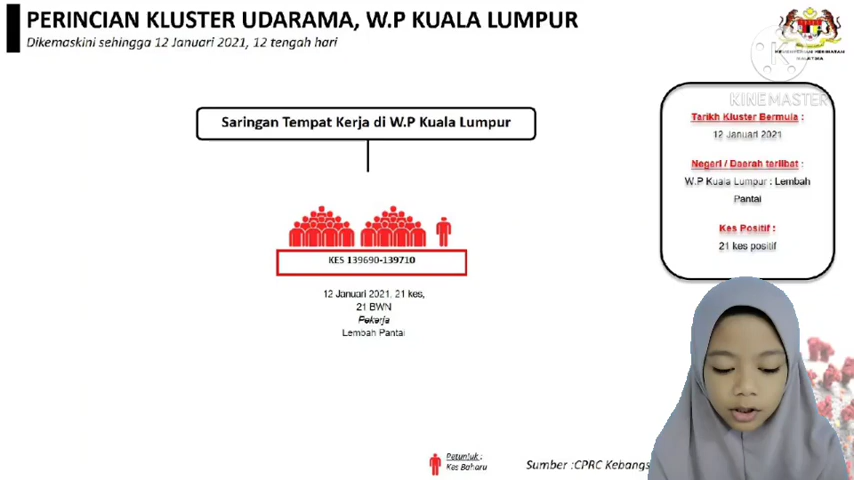 PERINCIAN KLUSTER UDARAMA, W.P KUALA LUMPUR
Dikemaskini sehingga 12 Januari 2021, 12 tengah hari
KEMENTERIAN KESIHATAN
MALAYSIA
K
KINEMASTER
Saringan Tempat Kerja di W.P Kuala Lumpur
Tarikh Kluster Bermula :
12 Januari 2021
Negeri / Daerah terlibat :
W.P Kuala Lumpur : Lembah
Pantai
Kes Positif :
21 kes positif
KES 139690-139710
12 Januari 2021, 21 kes,
21 BWN
Pekerja
Lembah Pantai
Petunjuk :
Kes Baharu
Sumber :CPRC Kebangs